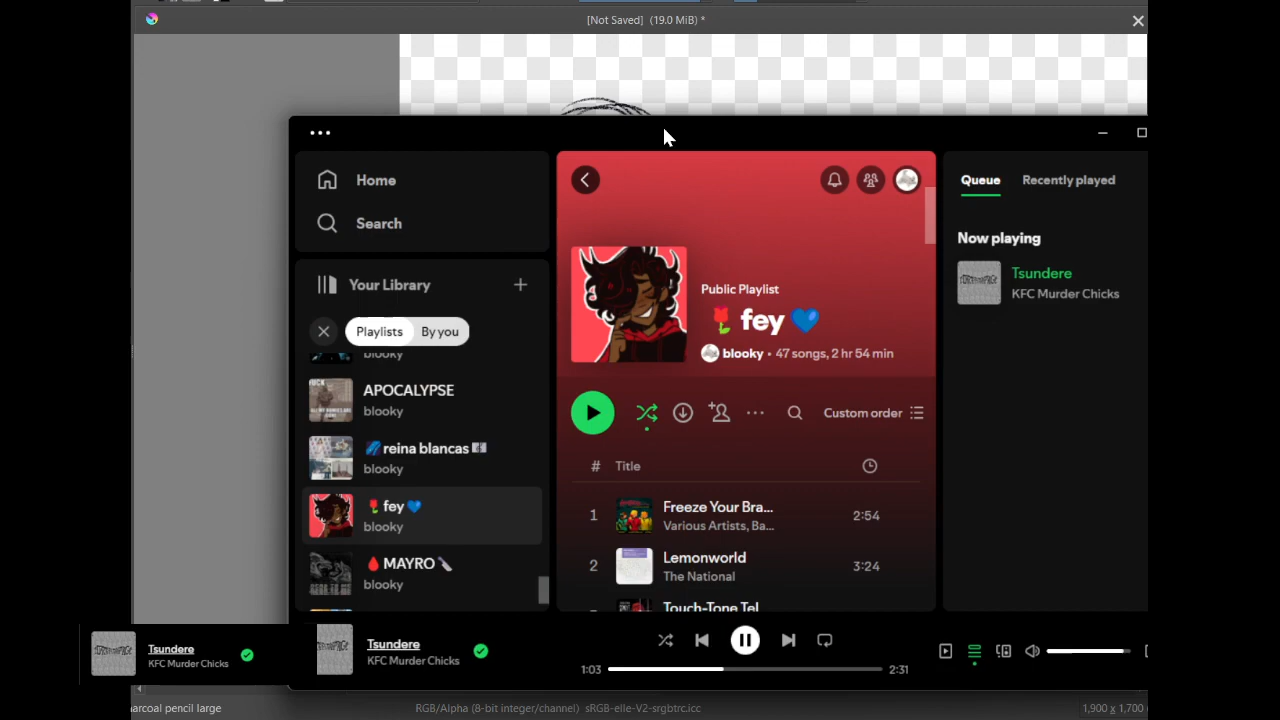 [Not Saved] (19.0 MiB) *
Home
Search
Your Library
Playlists
By you
blooky
APOCALYPSE
blooky
reina blancas
blooky
fey
blooky
MAYRO
blooky
Public Playlist
fey
blooky • 47 songs, 2 hr 54 min
Custom order
# Title
1
Freeze Your Bra...
Various Artists, Ba...
2:54
2
Lemonworld
The National
3:24
Touch-Tone Tel
Queue
Recently played
Now playing
Tsundere
KFC Murder Chicks
Tsundere
KFC Murder Chicks
Tsundere
KFC Murder Chicks
1:03
2:31
arcoal pencil large
RGB/Alpha (8-bit integer/channel) sRGB-elle-V2-srgbtrc.icc
1,900 x 1,700